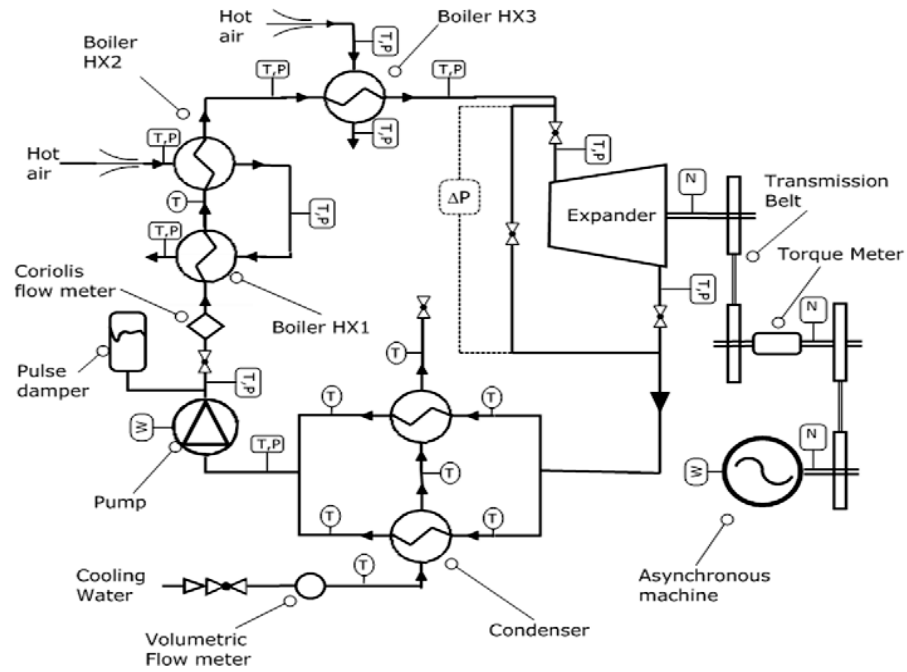 Hot
air
Boiler HX3
T,P
Boiler
HX2
T,P
T,P
T,P
Hot
air
T,P
T,P
T,P
N
Transmission
Belt
T
ΔP
Expander
T,P
T,P
Torque Meter
Coriolis
flow meter
Boiler HX1
T,P
N
Pulse
damper
T
T,P
T
T
W
T,P
T
N
W
Pump
T
T
T
Cooling
Water
Asynchronous
machine
Volumetric
Flow meter
Condenser